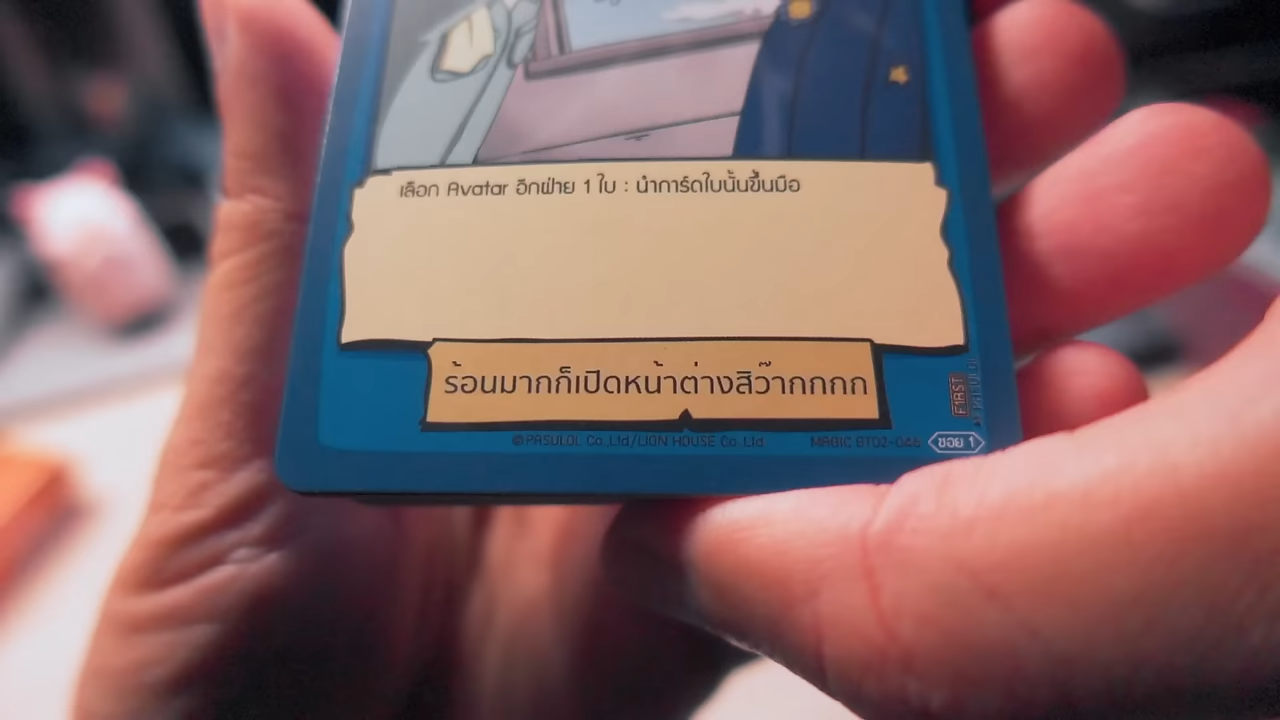 เลือก Avatar อีกฝ่าย 1 ใบ : นำการ์ดใบนั้นขึ้นมือ
ร้อนมากก็เปิดหน้าต่างสิว๊ากกกก
©PASULOL Co.,Ltd/LION HOUSE Co.,Ltd
MAGIC BT02-046
ซอย 1
F1RST